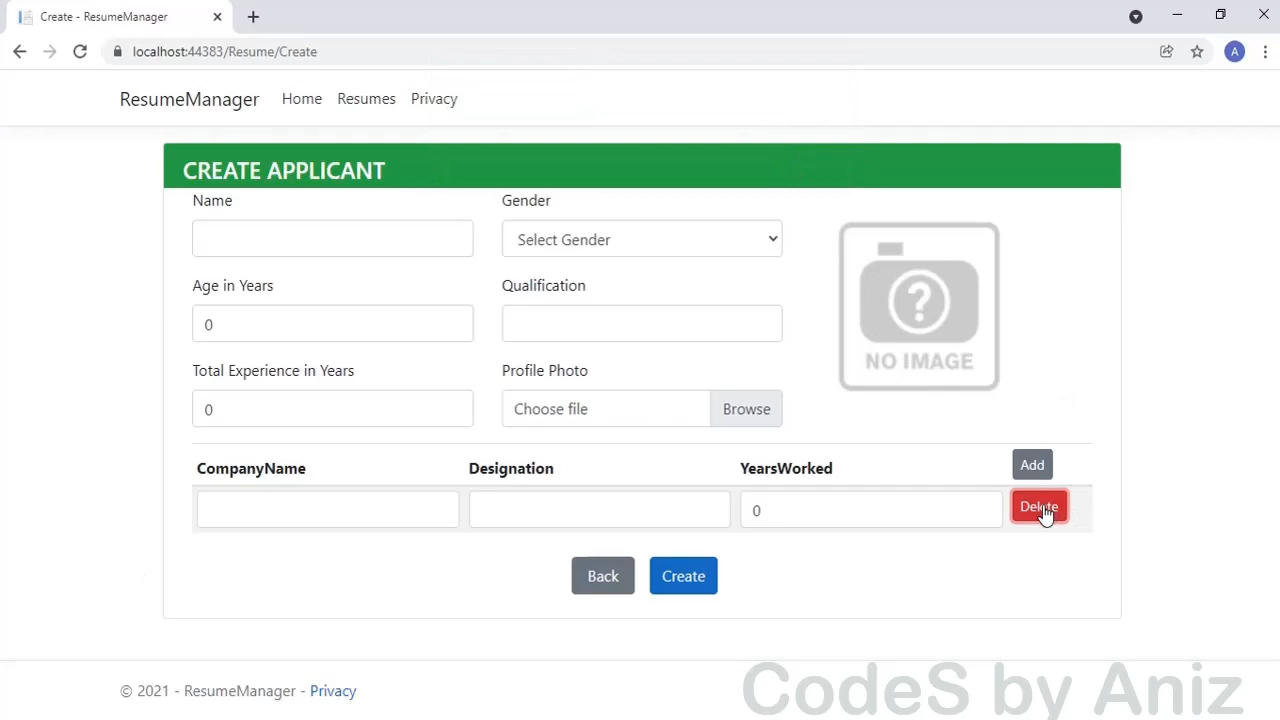 Create - ResumeManager
localhost:44383/Resume/Create
A
ResumeManager Home Resumes Privacy
CREATE APPLICANT
Name Gender
Select Gender
Age in Years Qualification
0
NO IMAGE
Total Experience in Years Profile Photo
0 Choose file Browse
CompanyName Designation YearsWorked Add
0 Delete
Back Create
© 2021 - ResumeManager - Privacy
CodeS by Aniz